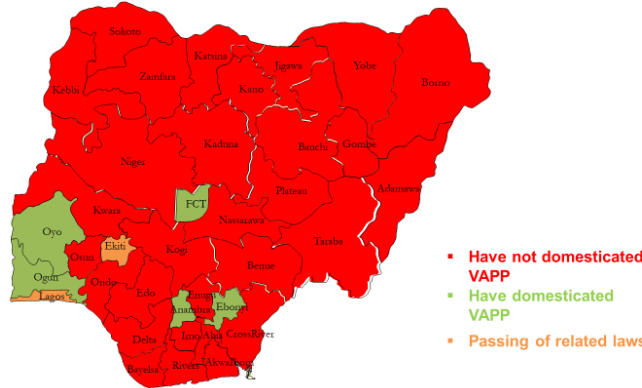 Sokoto
Katsina
Jigawa
Yobe
Borno
Kebbi
Zamfara
Kano
Kaduna
Bauchi
Gombe
Niger
Adamawa
Plateau
FCT
Kwara
Nassarawa
Oyo
Taraba
Ekiti
Kogi
Osun
Benue
Ogun
Ondo
Lagos
Edo
Enugu
Anambra
Ebonyi
Delta
Imo
Abia
CrossRiver
Bayelsa
Rivers
AkwaIbom
Have not domesticated
VAPP
Have domesticated
VAPP
Passing of related laws